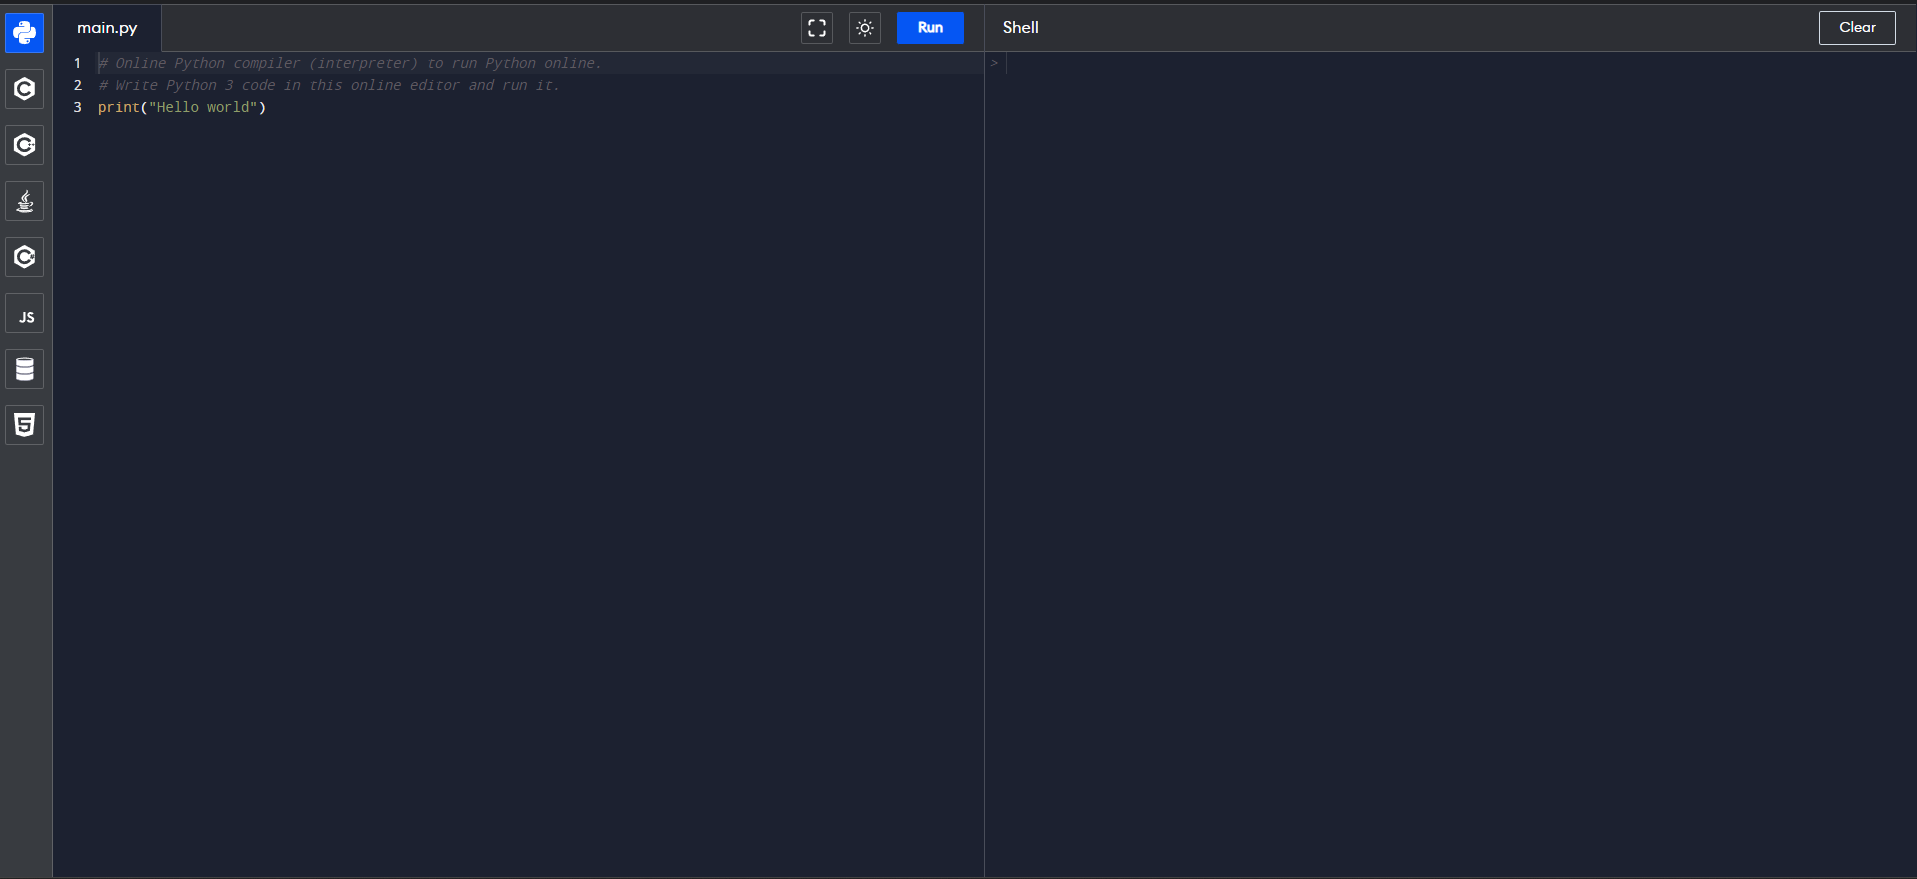 main.py
Run
Shell
Clear
1 # Online Python compiler (interpreter) to run Python online.
2 # Write Python 3 code in this online editor and run it.
3 print("Hello world")
>
C
C++
C#
JS
5